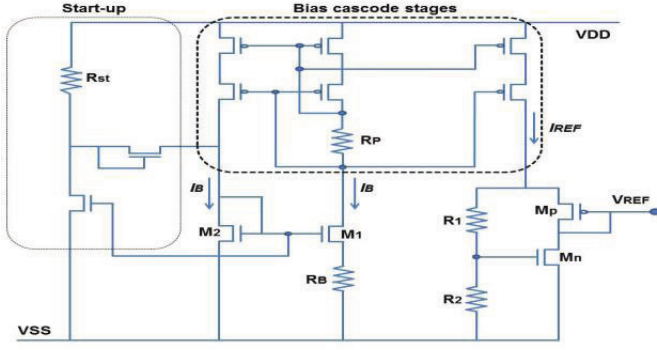 Start-up
Bias cascode stages
VDD
Rst
RP
IREF
IB
IB
R1
Mp
VREF
M2
M1
Mn
RB
R2
VSS